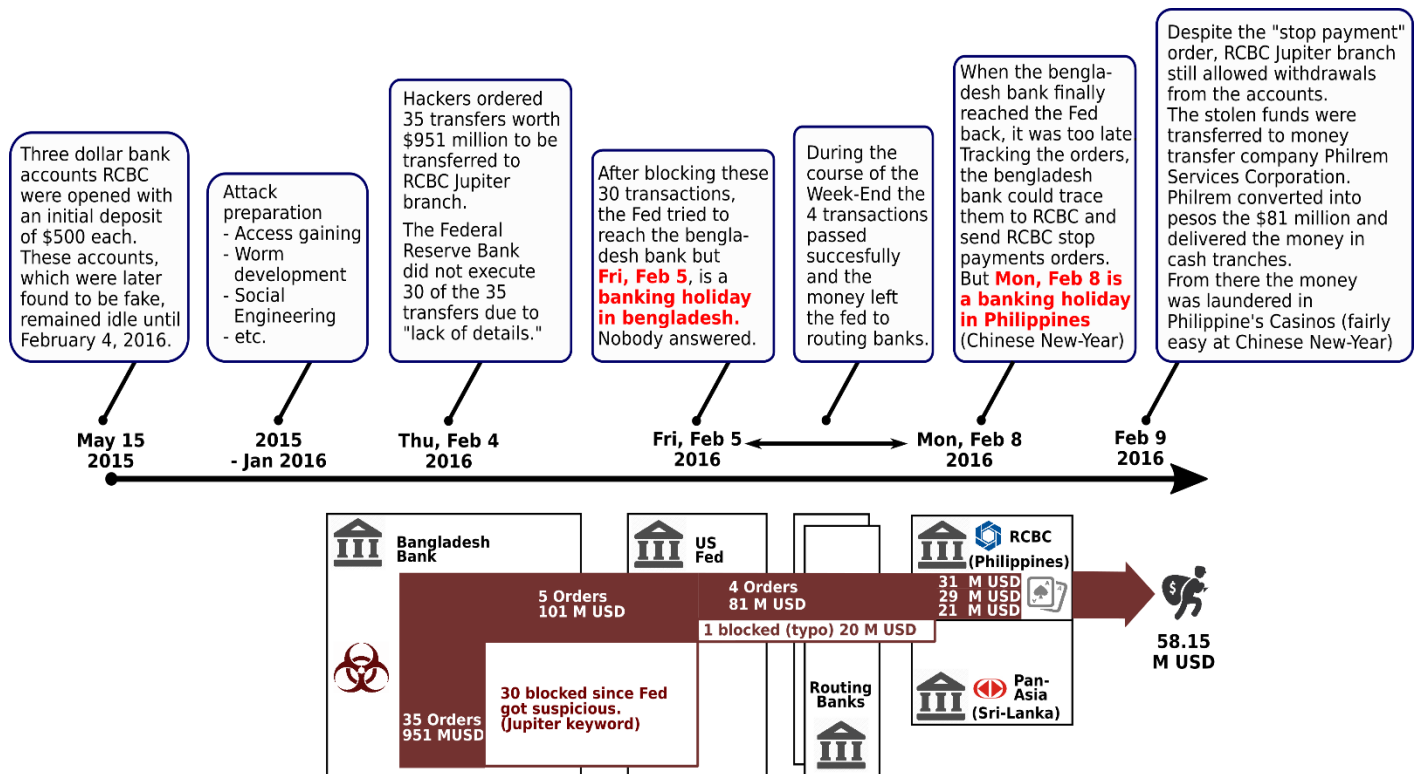 Three dollar bank
accounts RCBC
were opened with
an initial deposit
of $500 each.
These accounts,
which were later
found to be fake,
remained idle until
February 4, 2016.
Attack
preparation
- Access gaining
- Worm
development
- Social
Engineering
- etc.
Hackers ordered
35 transfers worth
$951 million to be
transferred to
RCBC Jupiter
branch.
The Federal
Reserve Bank
did not execute
30 of the 35
transfers due to
"lack of details."
After blocking these
30 transactions,
the Fed tried to
reach the bengla-
desh bank but
Fri, Feb 5, is a
banking holiday
in bengladesh.
Nobody answered.
During the
course of the
Week-End the
4 transactions
passed
succesfully
and the
money left
the fed to
routing banks.
When the bengla-
desh bank finally
reached the Fed
back, it was too late
Tracking the orders,
the bengladesh
bank could trace
them to RCBC and
send RCBC stop
payments orders.
But Mon, Feb 8 is
a banking holiday
in Philippines
(Chinese New-Year)
Despite the "stop payment"
order, RCBC Jupiter branch
still allowed withdrawals
from the accounts.
The stolen funds were
transferred to money
transfer company Philrem
Services Corporation.
Philrem converted into
pesos the $81 million and
delivered the money in
cash tranches.
From there the money
was laundered in
Philippine's Casinos (fairly
easy at Chinese New-Year)
May 15
2015
2015
- Jan 2016
Thu, Feb 4
2016
Fri, Feb 5
2016
Mon, Feb 8
2016
Feb 9
2016
Bangladesh
Bank
US
Fed
RCBC
(Philippines)
5 Orders
101 M USD
4 Orders
81 M USD
31 M USD
29 M USD
21 M USD
1 blocked (typo) 20 M USD
$
58.15
M USD
30 blocked since Fed
got suspicious.
(Jupiter keyword)
35 Orders
951 MUSD
Routing
Banks
Pan-
Asia
(Sri-Lanka)